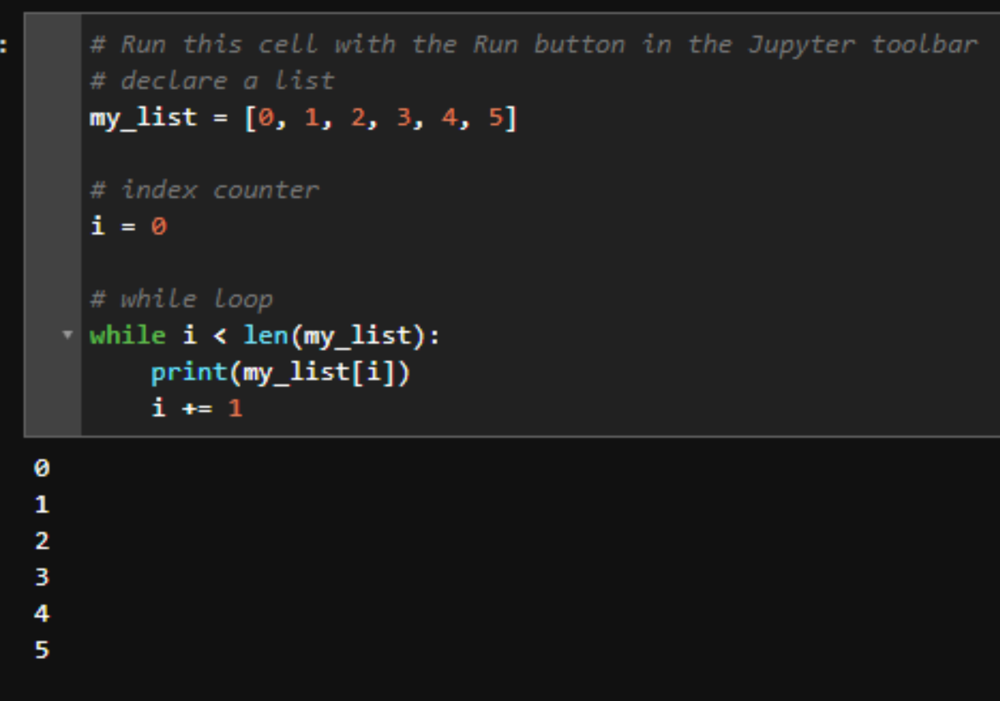 :
# Run this cell with the Run button in the Jupyter toolbar
# declare a list
my_list = [0, 1, 2, 3, 4, 5]
# index counter
i = 0
# while loop
while i < len(my_list):
    print(my_list[i])
    i += 1
0
1
2
3
4
5